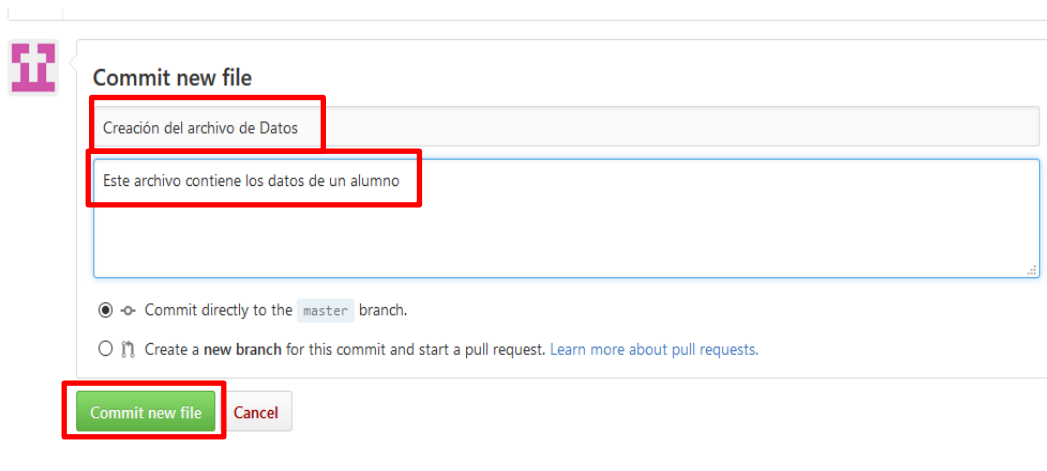 Commit new file
Creación del archivo de Datos
Este archivo contiene los datos de un alumno
Commit directly to the master branch.
Create a new branch for this commit and start a pull request. Learn more about pull requests.
Commit new file Cancel